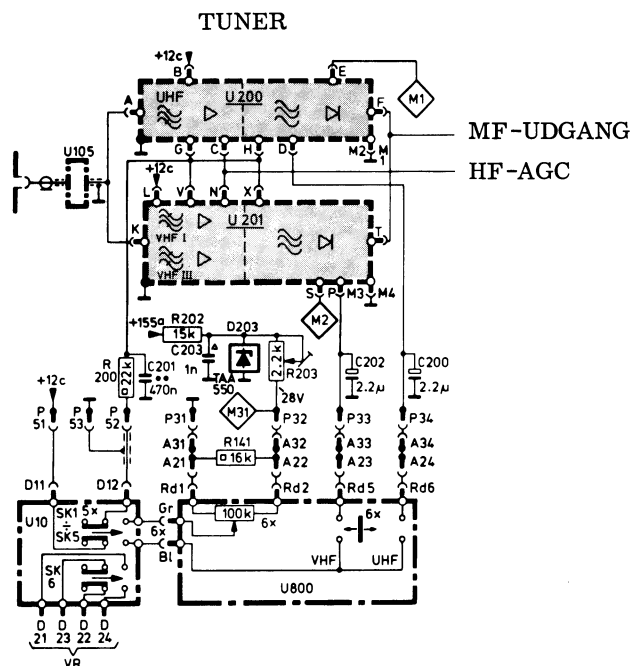 TUNER
+12c
B
E
M1
A
UHF
U 200
F
G
C
H
D
M2
M
1
MF-UDGANG
HF-AGC
U105
+12c
L
V
N
X
K
VHF I
VHF III
U 201
T
S
P
M3
M4
M2
+155a
R202
15k
C203
1n
D203
TAA
550
2.2k
R203
28V
M31
C202
2.2μ
C200
2.2μ
R
200
22k
C201
470n
+12c
P
51
P
53
P
52
P31
P32
P33
P34
A31
R141
A32
A33
A34
A21
16k
A22
A23
A24
D11
D12
Rd1
Rd2
Rd5
Rd6
U10
SK1
÷
SK5
5x
Gr
6x
Bl
100k
6x
6x
SK
6
VHF
UHF
U800
D
21
D
23
D
22
D
24
VR